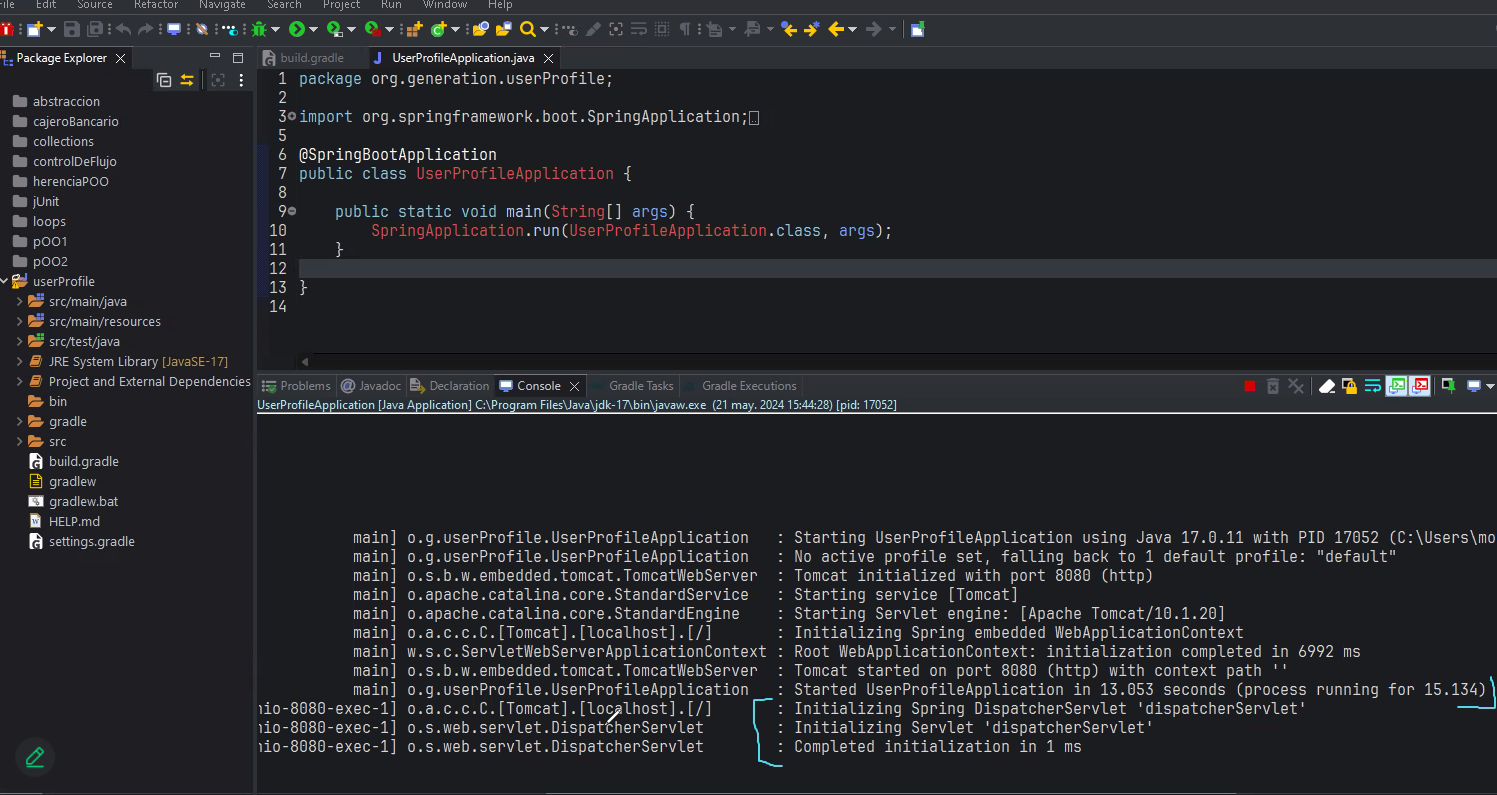 File Edit Source Refactor Navigate Search Project Run Window Help
Package Explorer
build.gradle
UserProfileApplication.java
abstraccion
cajeroBancario
collections
controlDeFlujo
herenciaPOO
jUnit
loops
pOO1
pOO2
userProfile
src/main/java
src/main/resources
src/test/java
JRE System Library [JavaSE-17]
Project and External Dependencies
bin
gradle
src
build.gradle
gradlew
gradlew.bat
HELP.md
settings.gradle
1 package org.generation.userProfile;
2
3 import org.springframework.boot.SpringApplication;
5
6 @SpringBootApplication
7 public class UserProfileApplication {
8
9 public static void main(String[] args) {
10 SpringApplication.run(UserProfileApplication.class, args);
11 }
12
13 }
14
Problems Javadoc Declaration Console Gradle Tasks Gradle Executions
UserProfileApplication [Java Application] C:\Program Files\Java\jdk-17\bin\javaw.exe (21 may. 2024 15:44:28) [pid: 17052]
main] o.g.userProfile.UserProfileApplication : Starting UserProfileApplication using Java 17.0.11 with PID 17052 (C:\Users\mo
main] o.g.userProfile.UserProfileApplication : No active profile set, falling back to 1 default profile: "default"
main] o.s.b.w.embedded.tomcat.TomcatWebServer : Tomcat initialized with port 8080 (http)
main] o.apache.catalina.core.StandardService : Starting service [Tomcat]
main] o.apache.catalina.core.StandardEngine : Starting Servlet engine: [Apache Tomcat/10.1.20]
main] o.a.c.c.C.[Tomcat].[localhost].[/] : Initializing Spring embedded WebApplicationContext
main] w.s.c.ServletWebServerApplicationContext : Root WebApplicationContext: initialization completed in 6992 ms
main] o.s.b.w.embedded.tomcat.TomcatWebServer : Tomcat started on port 8080 (http) with context path ''
main] o.g.userProfile.UserProfileApplication : Started UserProfileApplication in 13.053 seconds (process running for 15.134)
nio-8080-exec-1] o.a.c.c.C.[Tomcat].[localhost].[/] : Initializing Spring DispatcherServlet 'dispatcherServlet'
nio-8080-exec-1] o.s.web.servlet.DispatcherServlet : Initializing Servlet 'dispatcherServlet'
nio-8080-exec-1] o.s.web.servlet.DispatcherServlet : Completed initialization in 1 ms